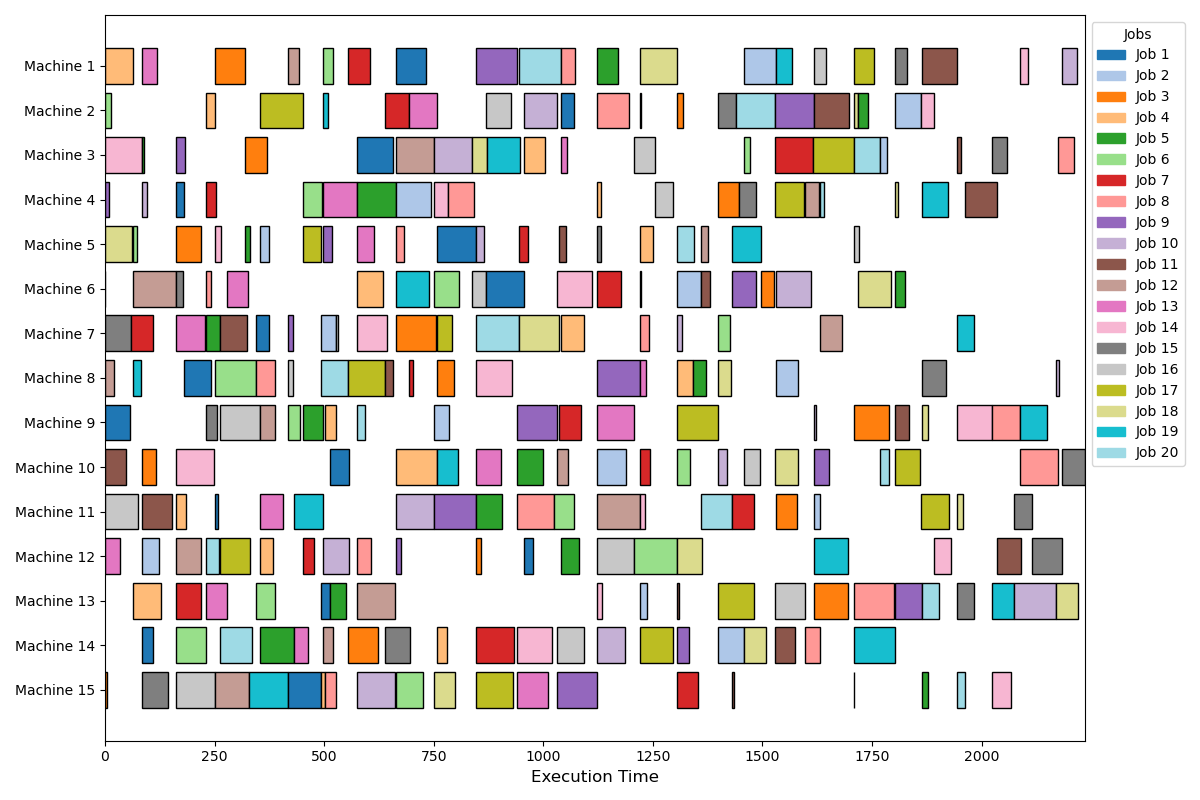 Machine 1
Machine 2
Machine 3
Machine 4
Machine 5
Machine 6
Machine 7
Machine 8
Machine 9
Machine 10
Machine 11
Machine 12
Machine 13
Machine 14
Machine 15
0 250 500 750 1000 1250 1500 1750 2000
Execution Time
Jobs
Job 1
Job 2
Job 3
Job 4
Job 5
Job 6
Job 7
Job 8
Job 9
Job 10
Job 11
Job 12
Job 13
Job 14
Job 15
Job 16
Job 17
Job 18
Job 19
Job 20